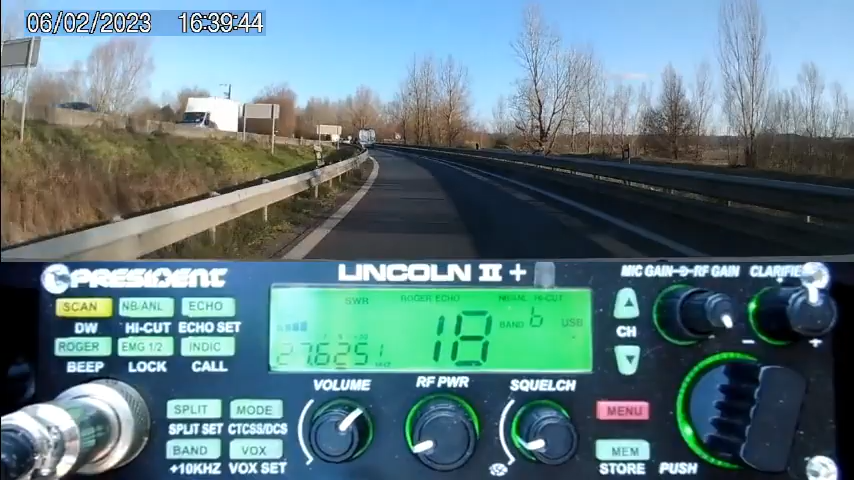 06/02/2023 16:39:44
PRESIDENT
LINCOLN II +
MIC GAIN RF GAIN CLARIFIER
SCAN NB/ANL ECHO
DW HI-CUT ECHO SET
ROGER EMG 1/2 INDIC
BEEP LOCK CALL
SWR ROGER ECHO NB/ANL HI-CUT
18 BAND b USB
27.6251
CH
- +
VOLUME RF PWR SQUELCH
SPLIT MODE
SPLIT SET CTCSS/DCS
BAND VOX
+10KHZ VOX SET
MENU
MEM
STORE PUSH
President